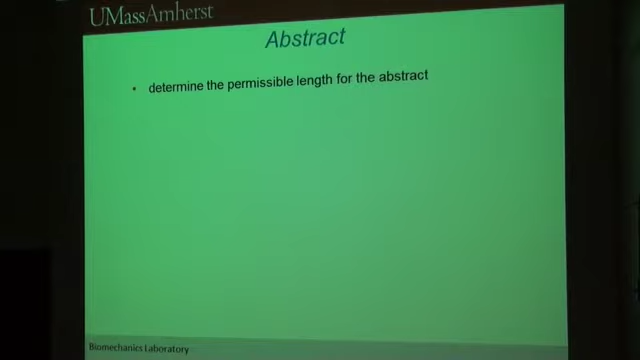 UMassAmherst
Abstract
• determine the permissible length for the abstract
Biomechanics Laboratory